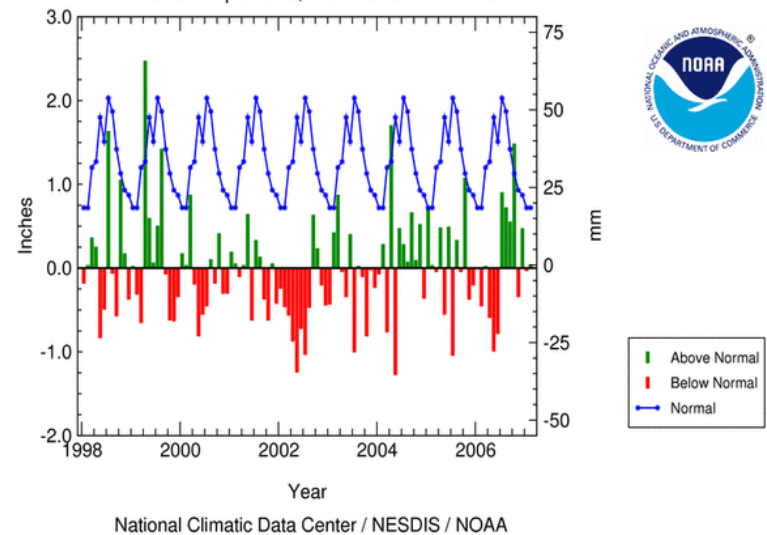 3.0
2.0
1.0
0.0
-1.0
-2.0
Inches
75
50
25
0
-25
-50
mm
1998
2000
2002
2004
2006
Year
National Climatic Data Center / NESDIS / NOAA
NATIONAL OCEANIC AND ATMOSPHERIC ADMINISTRATION
NOAA
U.S. DEPARTMENT OF COMMERCE
®
Above Normal
Below Normal
Normal